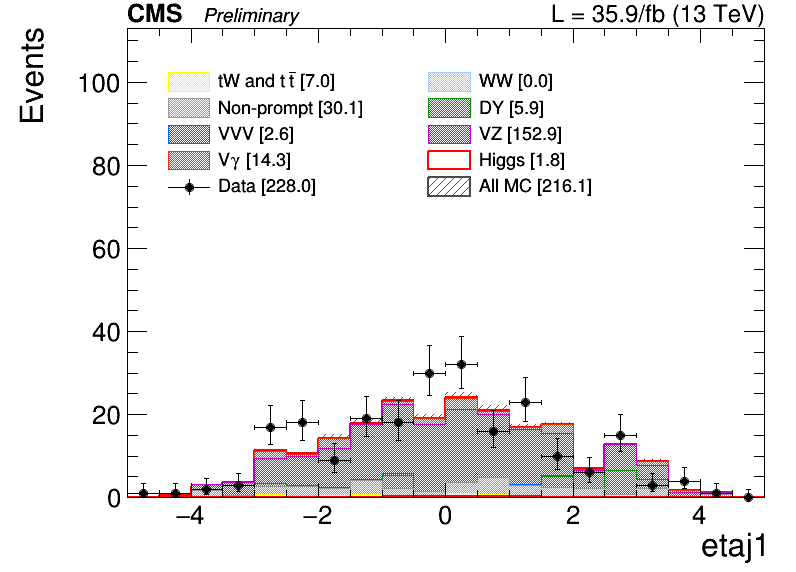 CMS Preliminary L = 35.9/fb (13 TeV)
Events
tW and t t̅ [7.0] WW [0.0]
Non-prompt [30.1] DY [5.9]
VVV [2.6] VZ [152.9]
Vγ [14.3] Higgs [1.8]
Data [228.0] All MC [216.1]
100
80
60
40
20
0
−4 −2 0 2 4
etaj1